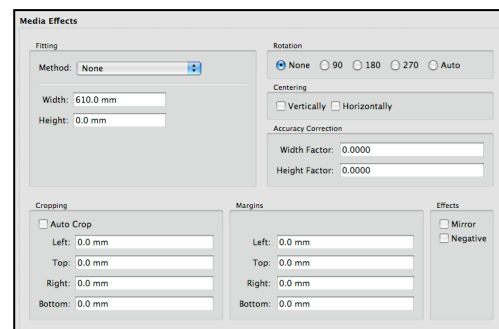 Media Effects
Fitting
Method: None
Width: 610.0 mm
Height: 0.0 mm
Rotation
None 90 180 270 Auto
Centering
Vertically Horizontally
Accuracy Correction
Width Factor: 0.0000
Height Factor: 0.0000
Cropping
Auto Crop
Left: 0.0 mm
Top: 0.0 mm
Right: 0.0 mm
Bottom: 0.0 mm
Margins
Left: 0.0 mm
Top: 0.0 mm
Right: 0.0 mm
Bottom: 0.0 mm
Effects
Mirror
Negative